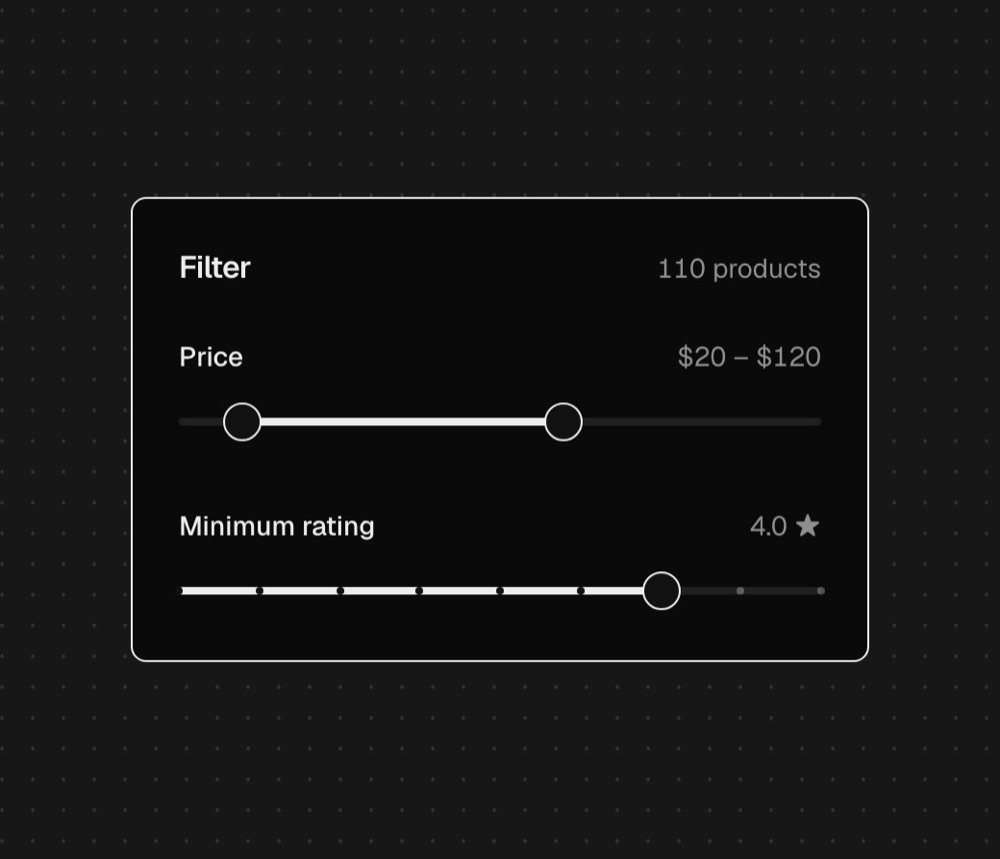 Filter
110 products
Price
$20 – $120
Minimum rating
4.0 ★